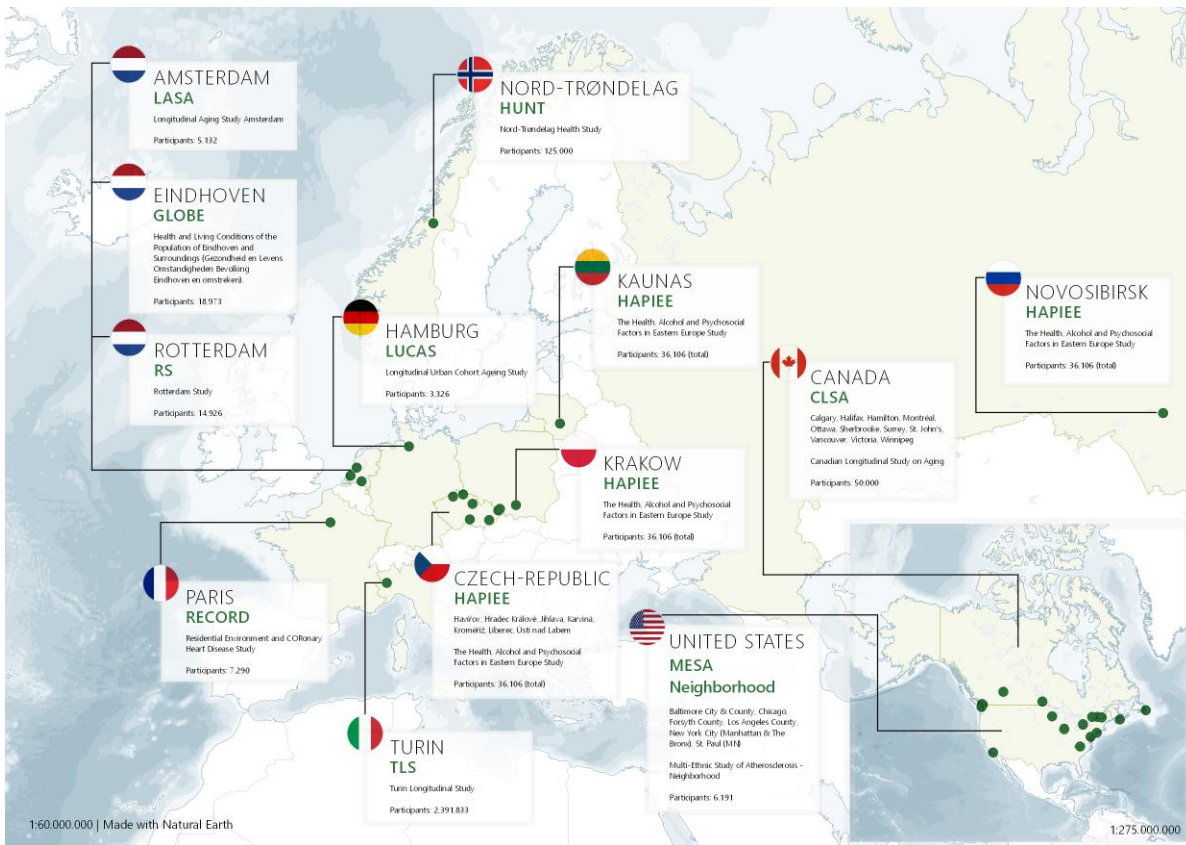 AMSTERDAM
LASA
Longitudinal Aging Study Amsterdam
Participants: 5.132
EINDHOVEN
GLOBE
Health and Living Conditions of the
Population of Eindhoven and
Surroundings (Gezondheid en Levens
Omstandigheden Bevolking
Eindhoven en omstreken).
Participants: 18.973
ROTTERDAM
RS
Rotterdam Study
Participants: 14.926
NORD-TRØNDELAG
HUNT
Nord-Trøndelag Health Study
Participants: 125.000
HAMBURG
LUCAS
Longitudinal Urban Cohort Ageing Study
Participants: 3.326
KAUNAS
HAPIEE
The Health, Alcohol and Psychosocial
Factors in Eastern Europe Study
Participants: 36.106 (total)
NOVOSIBIRSK
HAPIEE
The Health, Alcohol and Psychosocial
Factors in Eastern Europe Study
Participants: 36.106 (total)
CANADA
CLSA
Calgary, Halifax, Hamilton, Montréal,
Ottawa, Sherbrooke, Surrey, St. John's,
Vancouver, Victoria, Winnipeg
Canadian Longitudinal Study on Aging
Participants: 50.000
KRAKOW
HAPIEE
The Health, Alcohol and Psychosocial
Factors in Eastern Europe Study
Participants: 36.106 (total)
PARIS
RECORD
Residential Environment and CORonary
Heart Disease Study
Participants: 7.290
CZECH-REPUBLIC
HAPIEE
Havířov, Hradec Králové, Jihlava, Karviná,
Kroměříž, Liberec, Ústí nad Labem
The Health, Alcohol and Psychosocial
Factors in Eastern Europe Study
Participants: 36.106 (total)
UNITED STATES
MESA
Neighborhood
Baltimore City & County, Chicago,
Forsyth County, Los Angeles County,
New York City (Manhattan & The
Bronx), St. Paul (MN)
Multi-Ethnic Study of Atherosclerosis -
Neighborhood
Participants: 6.191
TURIN
TLS
Turin Longitudinal Study
Participants: 2.391.833
1:60.000.000 | Made with Natural Earth
1:275.000.000